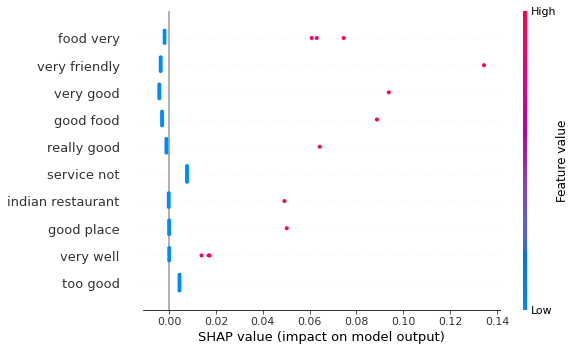 High
food very
very friendly
very good
good food
really good
service not
indian restaurant
good place
very well
too good
Feature value
Low
0.00 0.02 0.04 0.06 0.08 0.10 0.12 0.14
SHAP value (impact on model output)